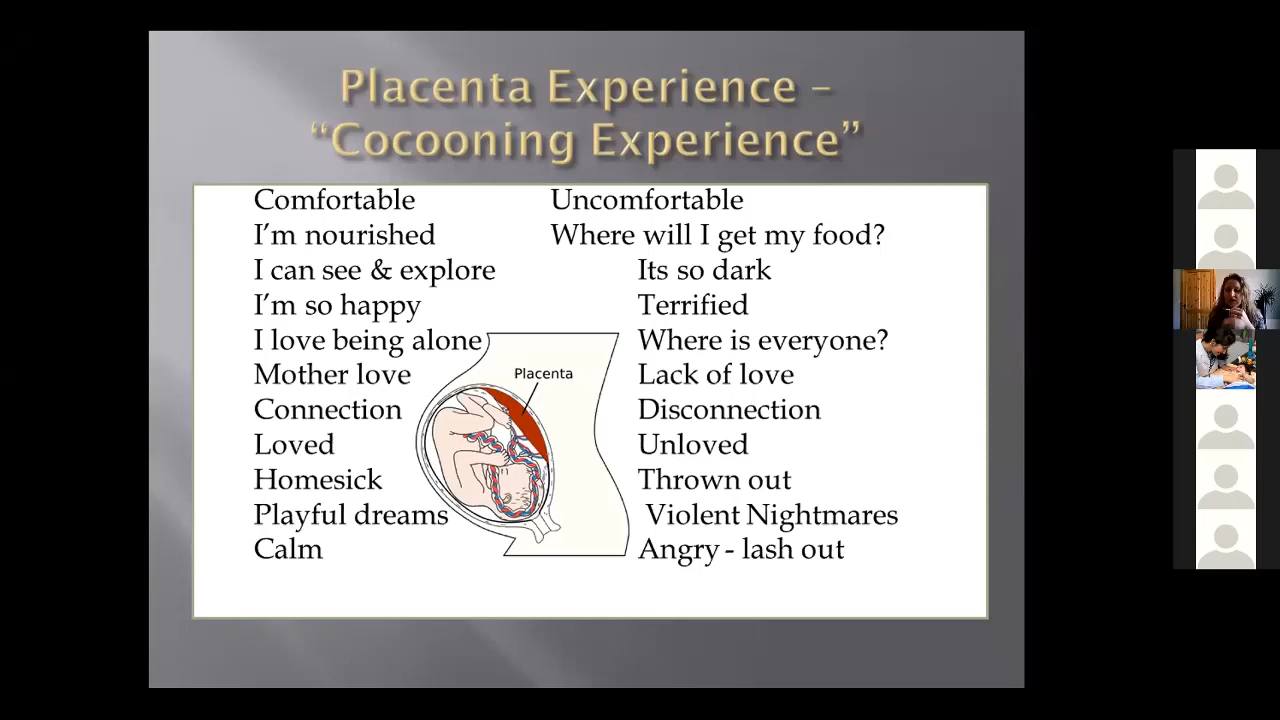 Placenta Experience –
“Cocooning Experience”
Comfortable Uncomfortable
I’m nourished Where will I get my food?
I can see & explore Its so dark
I’m so happy Terrified
I love being alone Where is everyone?
Mother love Lack of love
Placenta
Connection Disconnection
Loved Unloved
Homesick Thrown out
Playful dreams Violent Nightmares
Calm Angry - lash out